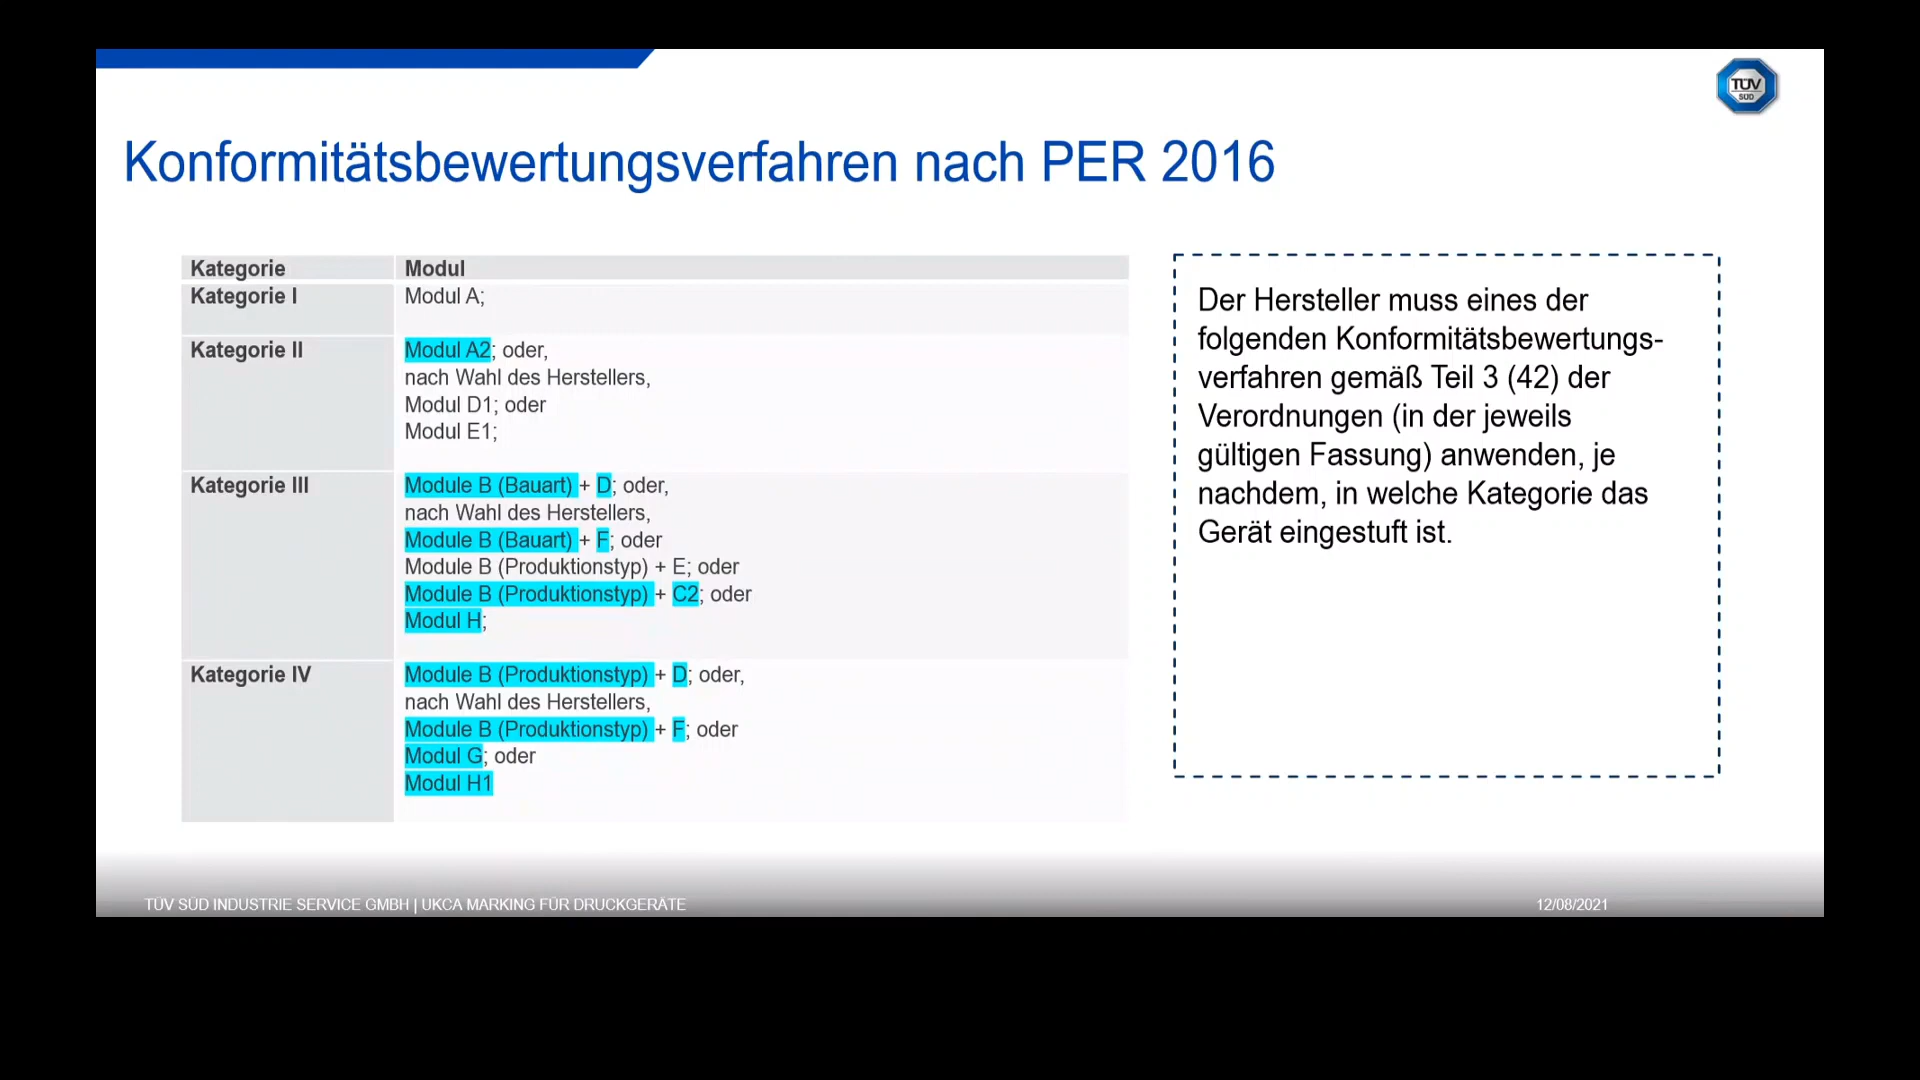 TÜV
SÜD
Konformitätsbewertungsverfahren nach PER 2016
Kategorie Modul
Kategorie I Modul A;
Kategorie II Modul A2; oder,
nach Wahl des Herstellers,
Modul D1; oder
Modul E1;
Kategorie III Module B (Bauart) + D; oder,
nach Wahl des Herstellers,
Module B (Bauart) + F; oder
Module B (Produktionstyp) + E; oder
Module B (Produktionstyp) + C2; oder
Modul H;
Kategorie IV Module B (Produktionstyp) + D; oder,
nach Wahl des Herstellers,
Module B (Produktionstyp) + F; oder
Modul G; oder
Modul H1
Der Hersteller muss eines der
folgenden Konformitätsbewertungs-
verfahren gemäß Teil 3 (42) der
Verordnungen (in der jeweils
gültigen Fassung) anwenden, je
nachdem, in welche Kategorie das
Gerät eingestuft ist.
TÜV SÜD INDUSTRIE SERVICE GMBH | UKCA MARKING FÜR DRUCKGERÄTE
12/08/2021